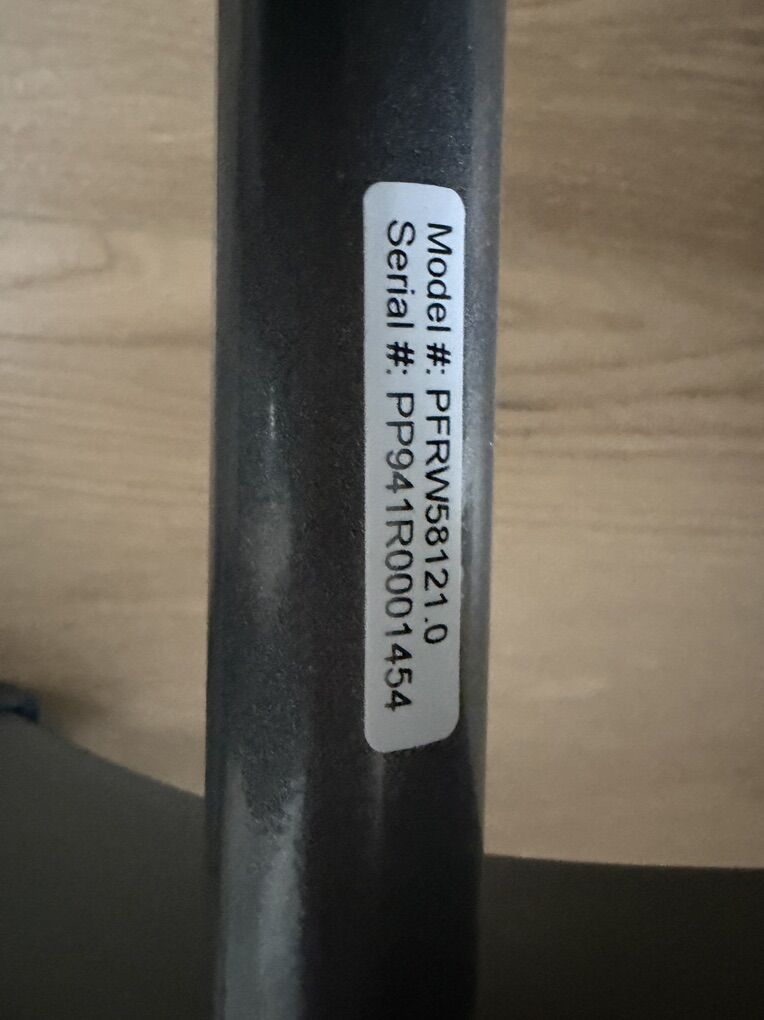 Model #: PFRW58121.0
Serial #: PP941R0001454